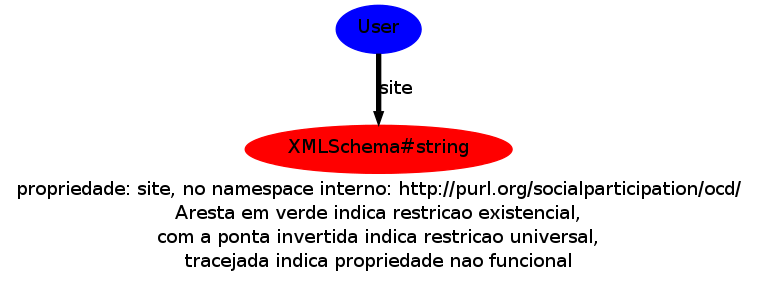 User
site
XMLSchema#string
propriedade: site, no namespace interno: http://purl.org/socialparticipation/ocd/
Aresta em verde indica restricao existencial,
com a ponta invertida indica restricao universal,
tracejada indica propriedade nao funcional